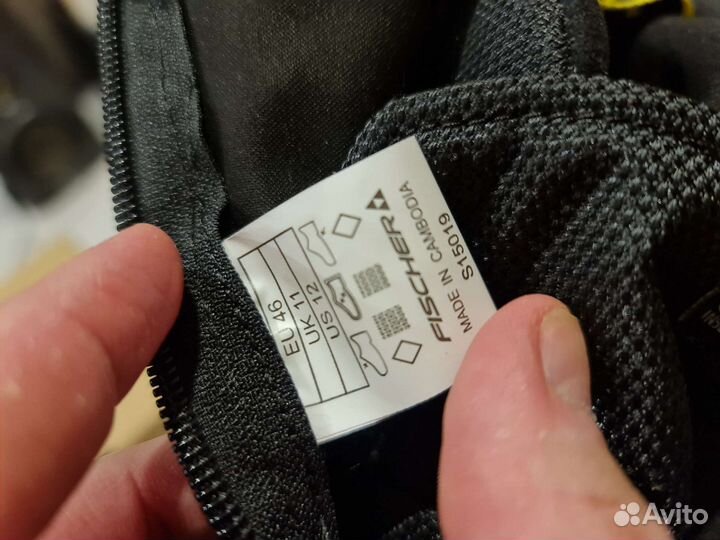 FISCHER
MADE IN CAMBODIA
S15019
EU 46
UK 11
US 12
Avito